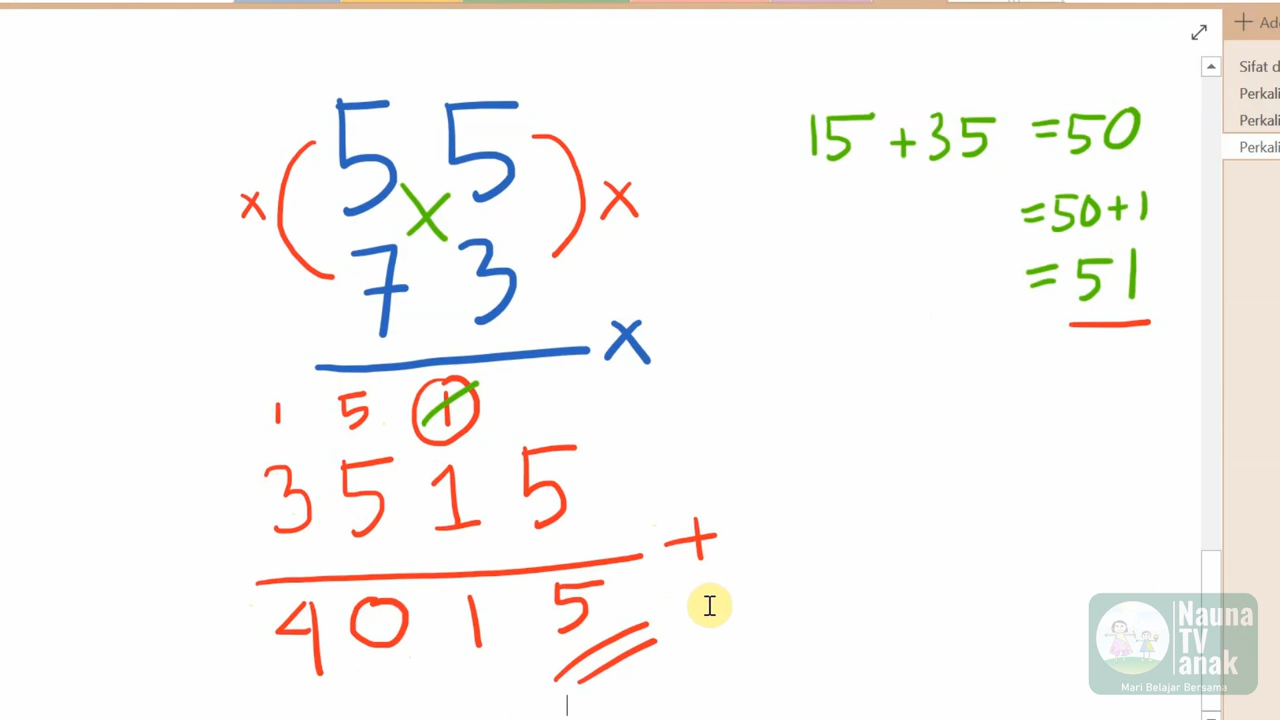 + Ad
Sifat d
Perkali
Perkali
Perkali
55
x ( x ) x
73
x
1 5 1
3515
+
4015
15 + 35 = 50
= 50 + 1
= 51
Nauna
TV
anak
Mari Belajar Bersama